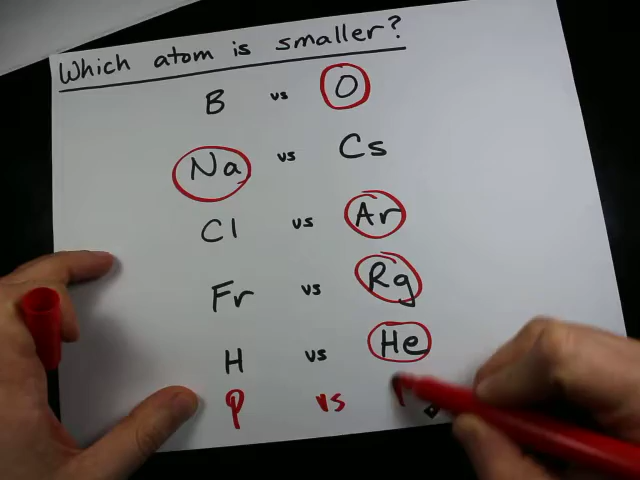 Which atom is smaller?
B vs O
Na vs Cs
Cl vs Ar
Fr vs Rg
H vs He
P vs